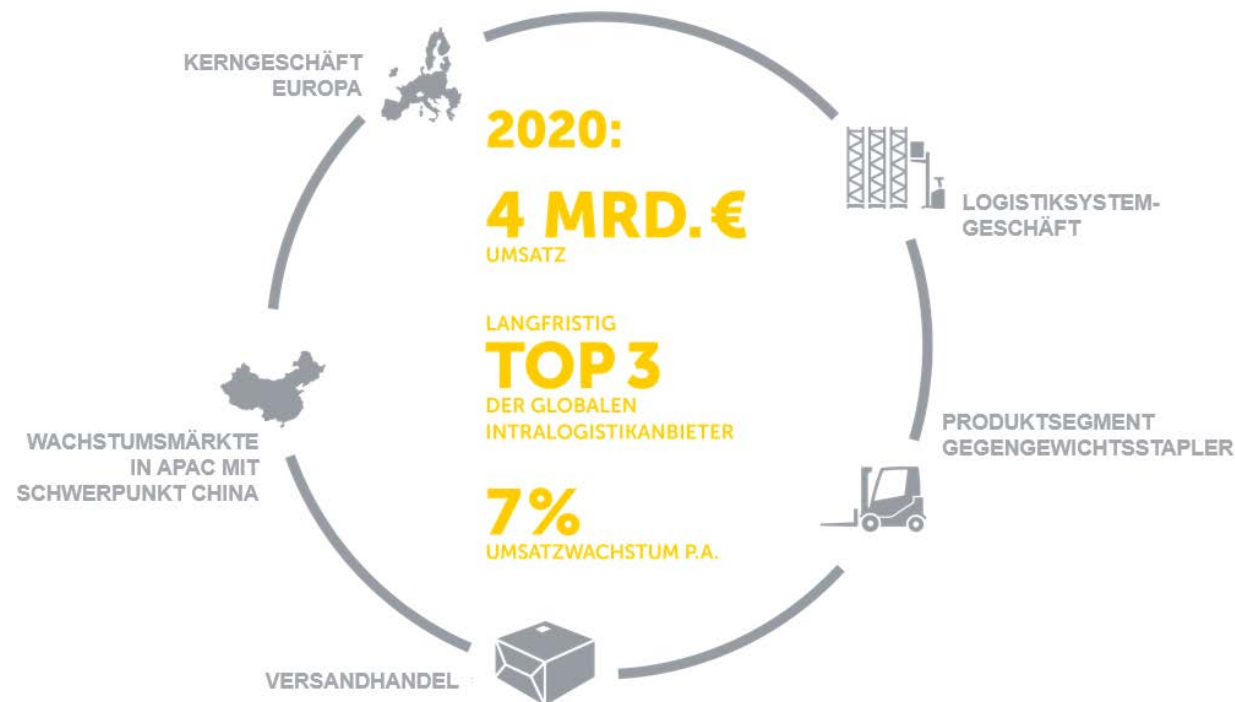 KERNGESCHÄFT
EUROPA
2020:
4 MRD. €
UMSATZ
LANGFRISTIG
TOP 3
DER GLOBALEN
INTRALOGISTIKANBIETER
7%
UMSATZWACHSTUM P.A.
LOGISTIKSYSTEM-
GESCHÄFT
PRODUKTSEGMENT
GEGENGEWICHTSSTAPLER
VERSANDHANDEL
WACHSTUMSMÄRKTE
IN APAC MIT
SCHWERPUNKT CHINA